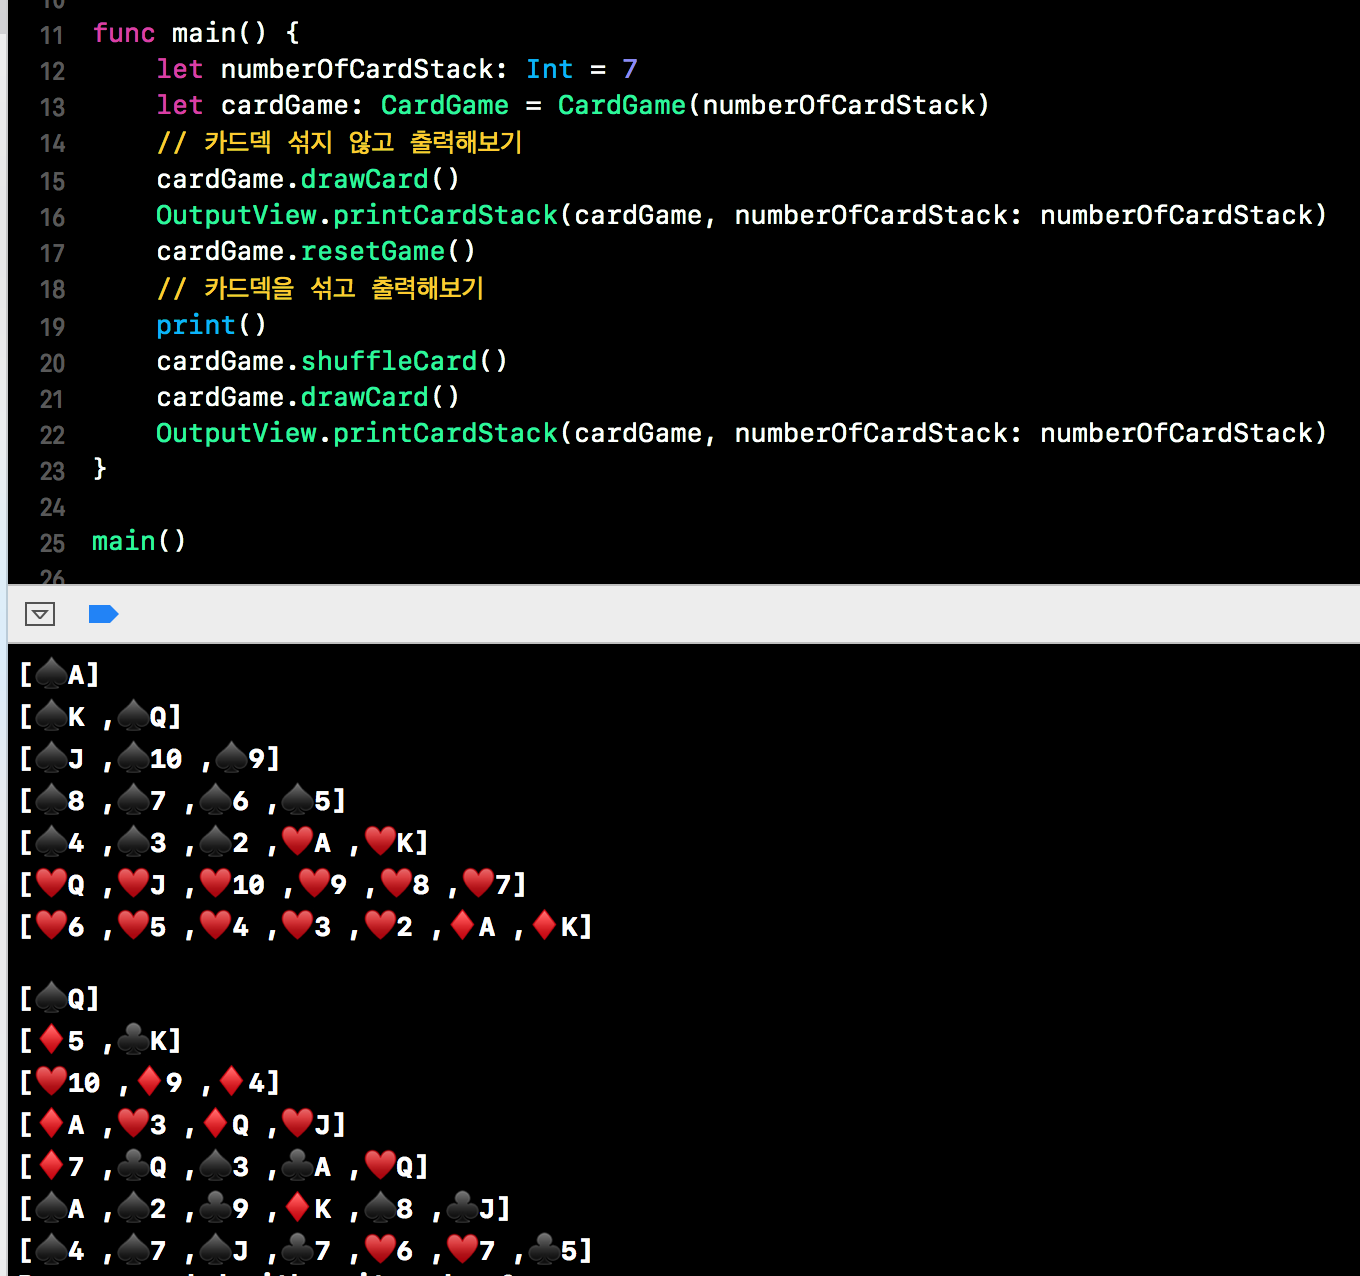 11 func main() {
12 let numberOfCardStack: Int = 7
13 let cardGame: CardGame = CardGame(numberOfCardStack)
14 // 카드덱 섞지 않고 출력해보기
15 cardGame.drawCard()
16 OutputView.printCardStack(cardGame, numberOfCardStack: numberOfCardStack)
17 cardGame.resetGame()
18 // 카드덱을 섞고 출력해보기
19 print()
20 cardGame.shuffleCard()
21 cardGame.drawCard()
22 OutputView.printCardStack(cardGame, numberOfCardStack: numberOfCardStack)
23 }
24
25 main()
26
[♠️A]
[♠️K ,♠️Q]
[♠️J ,♠️10 ,♠️9]
[♠️8 ,♠️7 ,♠️6 ,♠️5]
[♠️4 ,♠️3 ,♠️2 ,♥️A ,♥️K]
[♥️Q ,♥️J ,♥️10 ,♥️9 ,♥️8 ,♥️7]
[♥️6 ,♥️5 ,♥️4 ,♥️3 ,♥️2 ,♦️A ,♦️K]
[♠️Q]
[♦️5 ,♣️K]
[♥️10 ,♦️9 ,♦️4]
[♦️A ,♥️3 ,♦️Q ,♥️J]
[♦️7 ,♣️Q ,♠️3 ,♣️A ,♥️Q]
[♠️A ,♠️2 ,♣️9 ,♦️K ,♠️8 ,♣️J]
[♠️4 ,♠️7 ,♠️J ,♣️7 ,♥️6 ,♥️7 ,♣️5]